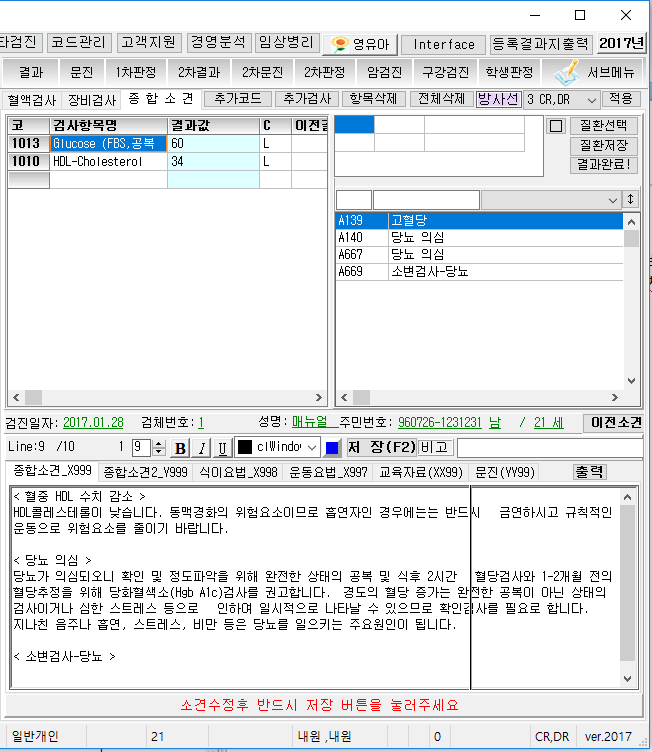 타검진 코드관리 고객지원 경영분석 임상병리 영유아 Interface 등록결과지출력 2017년
결과 문진 1차판정 2차결과 2차문진 2차판정 암검진 구강검진 학생판정 서브메뉴
혈액검사 장비검사 종 합 소 견 추가코드 추가검사 항목삭제 전체삭제 방사선 3 CR,DR 적용
코 검사항목명 결과값 C 이전결
1013 Glucose (FBS,공복 60 L
1010 HDL-Cholesterol 34 L
질환선택
질환저장
결과완료!
A139 고혈당
A140 당뇨 의심
A667 당뇨 의심
A669 소변검사-당뇨
검진일자: 2017.01.28 검체번호: 1 성명: 매뉴얼 주민번호: 960726-1231231 남 / 21 세 이전소견
Line:9 /10 1 9 B I U clWindow 저 장(F2) 비고
종합소견_X999 종합소견2_Y999 식이요법_X998 운동요법_X997 교육자료(XX99) 문진(YY99) 출력
< 혈중 HDL 수치 감소 >
HDL콜레스테롤이 낮습니다. 동맥경화의 위험요소이므로 흡연자인 경우에는는 반드시 금연하시고 규칙적인
운동으로 위험요소를 줄이기 바랍니다.
< 당뇨 의심 >
당뇨가 의심되오니 확인 및 정도파악을 위해 완전한 상태의 공복 및 식후 2시간 혈당검사와 1-2개월 전의
혈당추정을 위해 당화혈색소(Hgb A1c)검사를 권고합니다. 경도의 혈당 증가는 완전한 공복이 아닌 상태의
검사이거나 심한 스트레스 등으로 인하여 일시적으로 나타날 수 있으므로 확인검사를 필요로 합니다.
지나친 음주나 흡연, 스트레스, 비만 등은 당뇨를 일으키는 주요원인이 됩니다.
< 소변검사-당뇨 >
소견수정후 반드시 저장 버튼을 눌러주세요
일반개인 21 내원 ,내원 0 CR,DR ver.2017